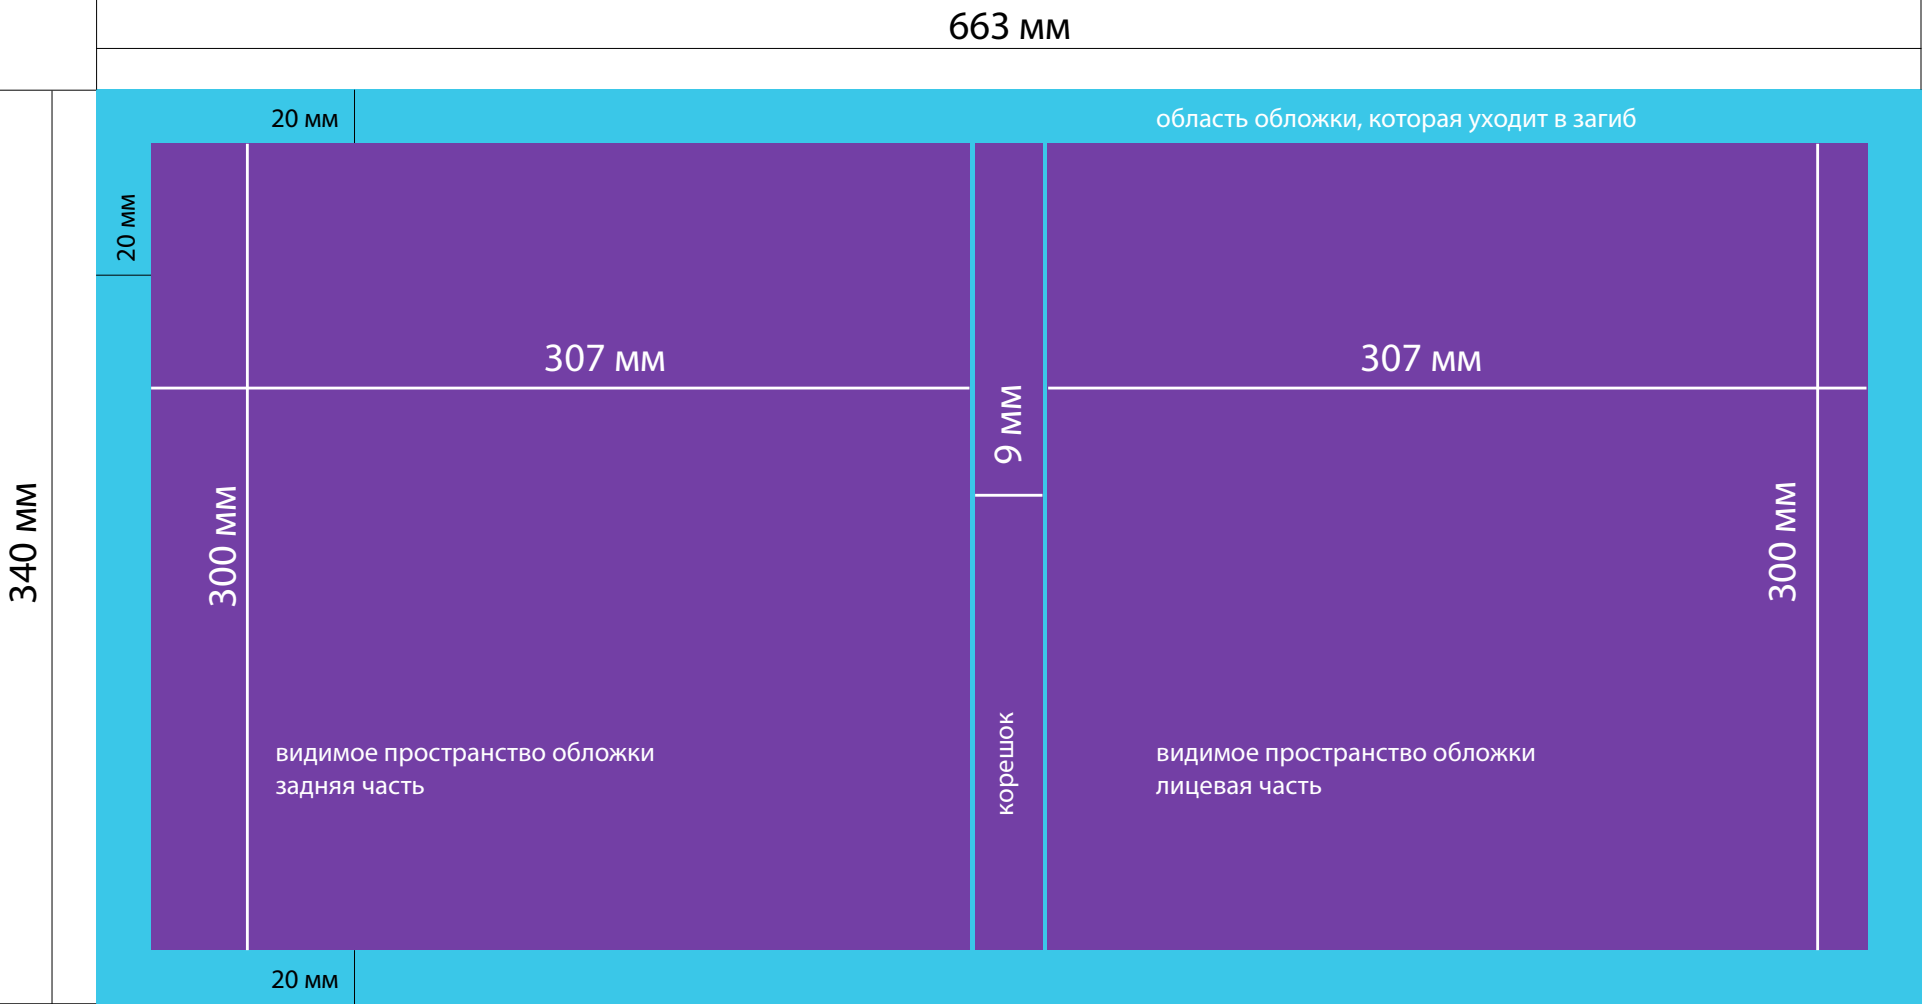 663 мм
20 мм
область обложки, которая уходит в загиб
20 мм
307 мм
307 мм
9 мм
340 мм
300 мм
300 мм
видимое пространство обложки
задняя часть
корешок
видимое пространство обложки
лицевая часть
20 мм